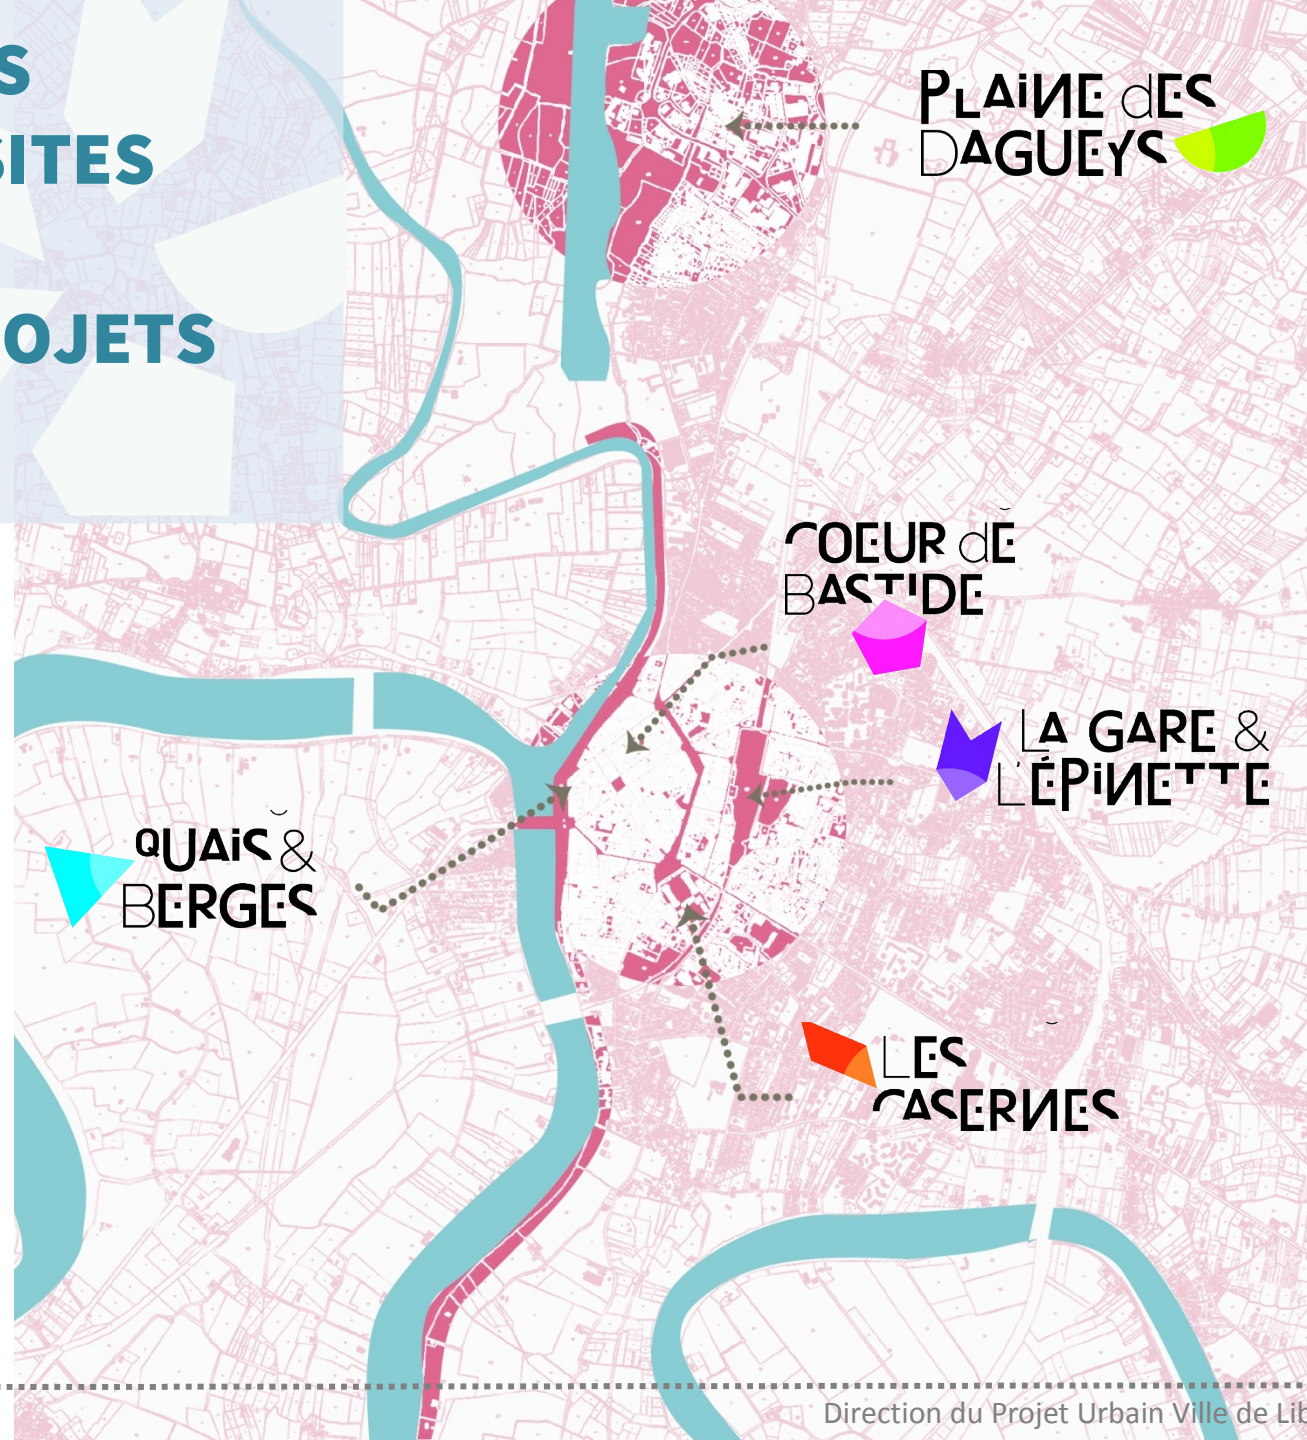 S
SITES
OJETS
PLAiNE dES
DAGUEYS
COEUR dE
BASTIDE
LA GARE &
L'ÉPiNETTE
QUAiS &
BERGES
LES
CASERNES
Direction du Projet Urbain Ville de Lib